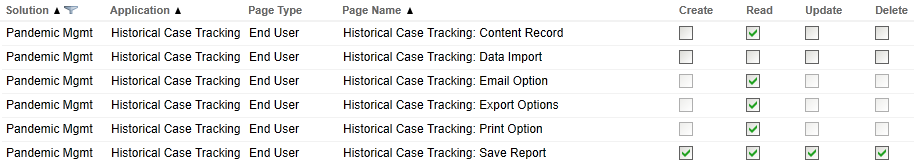 Solution Application Page Type Page Name Create Read Update Delete
Pandemic Mgmt Historical Case Tracking End User Historical Case Tracking: Content Record
Pandemic Mgmt Historical Case Tracking End User Historical Case Tracking: Data Import
Pandemic Mgmt Historical Case Tracking End User Historical Case Tracking: Email Option
Pandemic Mgmt Historical Case Tracking End User Historical Case Tracking: Export Options
Pandemic Mgmt Historical Case Tracking End User Historical Case Tracking: Print Option
Pandemic Mgmt Historical Case Tracking End User Historical Case Tracking: Save Report